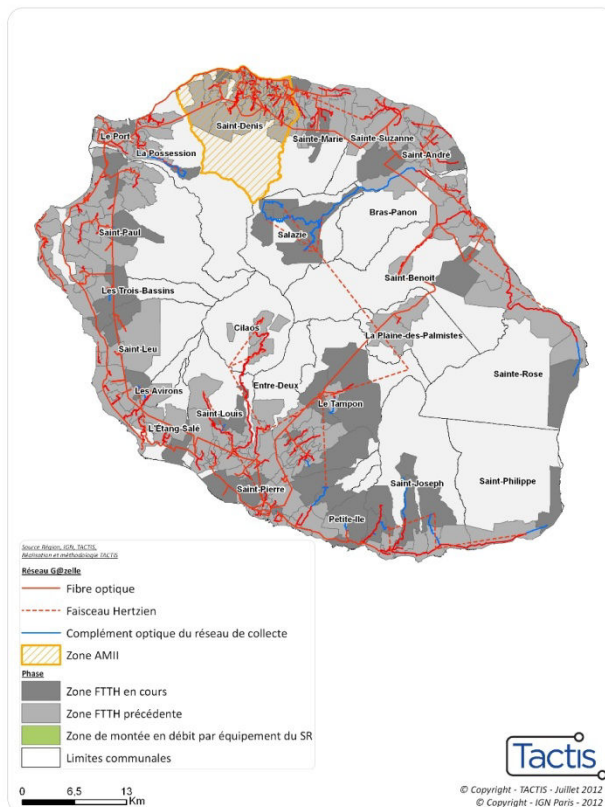 Saint-Denis
Le Port
Sainte-Marie
Sainte-Suzanne
La Possession
Saint-André
Bras-Panon
Saint-Paul
Salazie
Saint-Benoit
Les Trois-Bassins
Cilaos
La Plaine-des-Palmistes
Saint-Leu
Sainte-Rose
Entre-Deux
Les Avirons
Le Tampon
Saint-Louis
L'Étang-Salé
Saint-Pierre
Saint-Joseph
Saint-Philippe
Petite-Ile
Source Région, IGN, TACTIS,
Réalisation et méthodologie TACTIS
Réseau G@zelle
Fibre optique
Faisceau Hertzien
Complément optique du réseau de collecte
Zone AMII
Phase
Zone FTTH en cours
Zone FTTH précédente
Zone de montée en débit par équipement du SR
Limites communales
0 6.5 13
Km
Tactis
© Copyright - TACTIS - Juillet 2012
© Copyright - IGN Paris - 2012